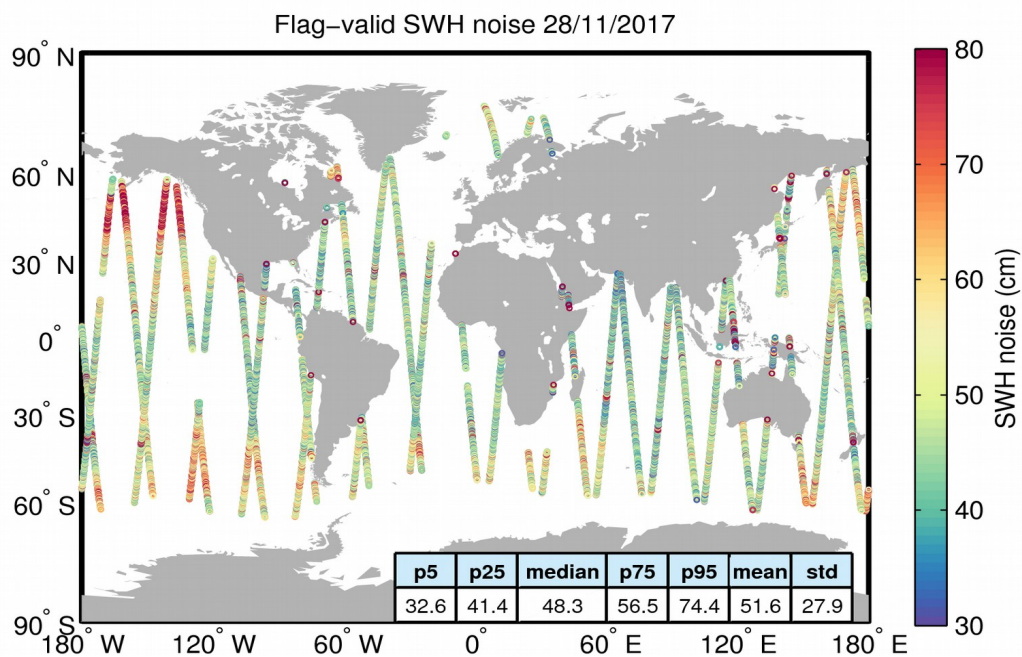 Flag−valid SWH noise 28/11/2017
90° N
60° N
30° N
0°
30° S
60° S
90° S
180° W
120° W
60° W
0°
60° E
120° E
180° E
p5 p25 median p75 p95 mean std
32.6 41.4 48.3 56.5 74.4 51.6 27.9
80
70
60
50
40
30
SWH noise (cm)